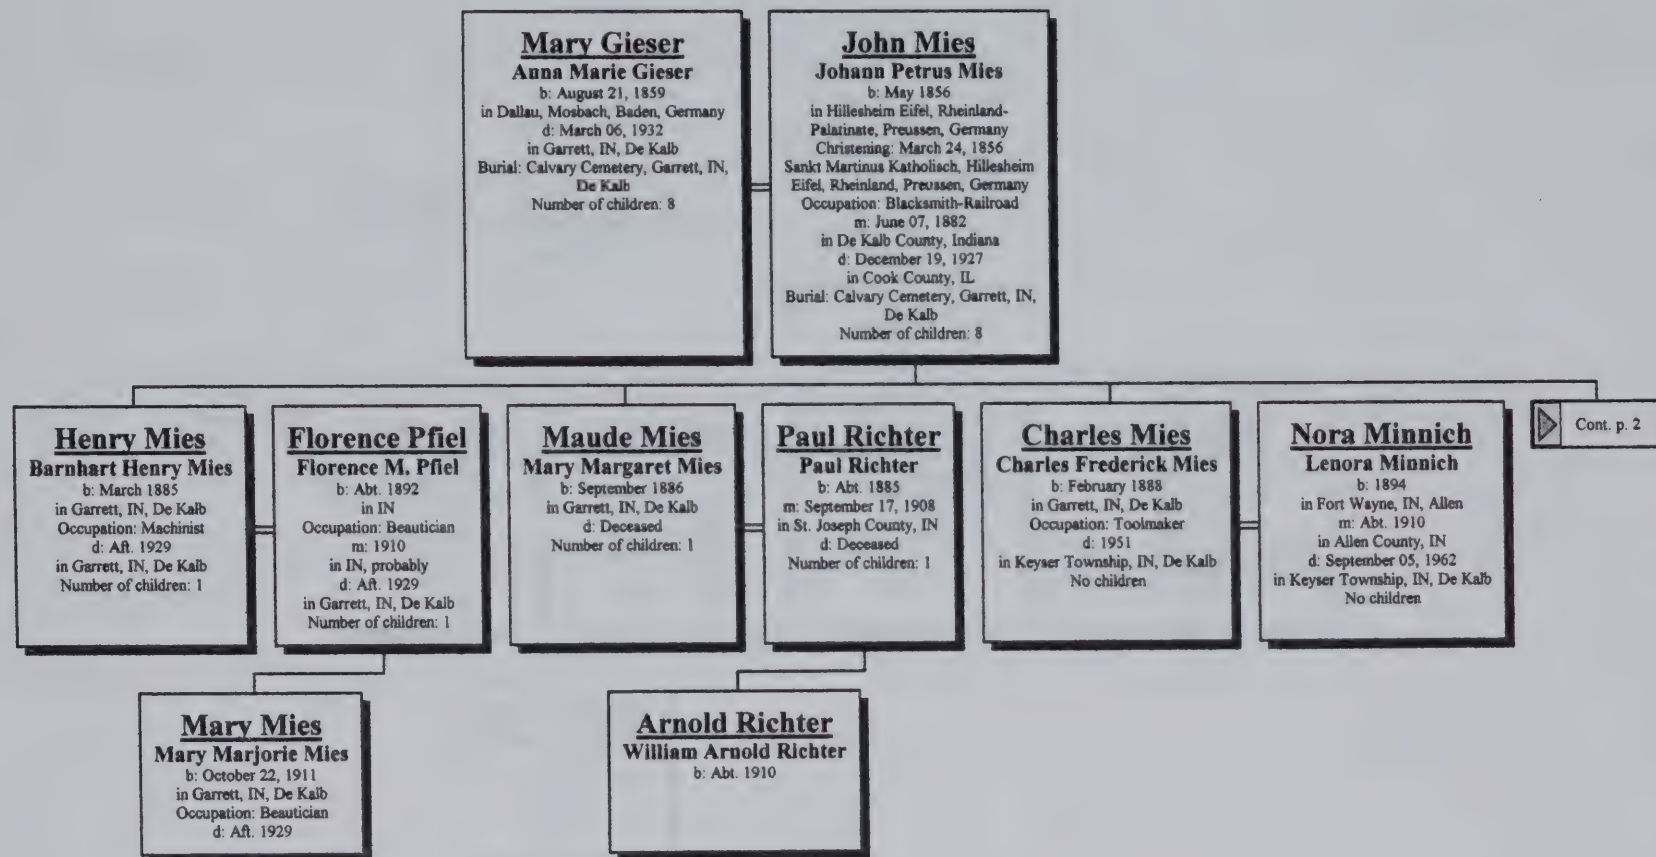 Mary Gieser
Anna Marie Gieser
b: August 21, 1859
in Dallau, Mosbach, Baden, Germany
d: March 06, 1932
in Garrett, IN, De Kalb
Burial: Calvary Cemetery, Garrett, IN,
De Kalb
Number of children: 8
John Mies
Johann Petrus Mies
b: May 1856
in Hillesheim Eifel, Rheinland-
Palatinate, Preussen, Germany
Christening: March 24, 1856
Sankt Martinus Katholisch, Hillesheim
Eifel, Rheinland, Preussen, Germany
Occupation: Blacksmith-Railroad
m: June 07, 1882
in De Kalb County, Indiana
d: December 19, 1927
in Cook County, IL
Burial: Calvary Cemetery, Garrett, IN,
De Kalb
Number of children: 8
Henry Mies
Barnhart Henry Mies
b: March 1885
in Garrett, IN, De Kalb
Occupation: Machinist
d: Aft. 1929
in Garrett, IN, De Kalb
Number of children: 1
Florence Pfiel
Florence M. Pfiel
b: Abt. 1892
in IN
Occupation: Beautician
m: 1910
in IN, probably
d: Aft. 1929
in Garrett, IN, De Kalb
Number of children: 1
Maude Mies
Mary Margaret Mies
b: September 1886
in Garrett, IN, De Kalb
d: Deceased
Number of children: 1
Paul Richter
Paul Richter
b: Abt. 1885
m: September 17, 1908
in St. Joseph County, IN
d: Deceased
Number of children: 1
Charles Mies
Charles Frederick Mies
b: February 1888
in Garrett, IN, De Kalb
Occupation: Toolmaker
d: 1951
in Keyser Township, IN, De Kalb
No children
Nora Minnich
Lenora Minnich
b: 1894
in Fort Wayne, IN, Allen
m: Abt. 1910
in Allen County, IN
d: September 05, 1962
in Keyser Township, IN, De Kalb
No children
Cont. p. 2
Mary Mies
Mary Marjorie Mies
b: October 22, 1911
in Garrett, IN, De Kalb
Occupation: Beautician
d: Aft. 1929
Arnold Richter
William Arnold Richter
b: Abt. 1910